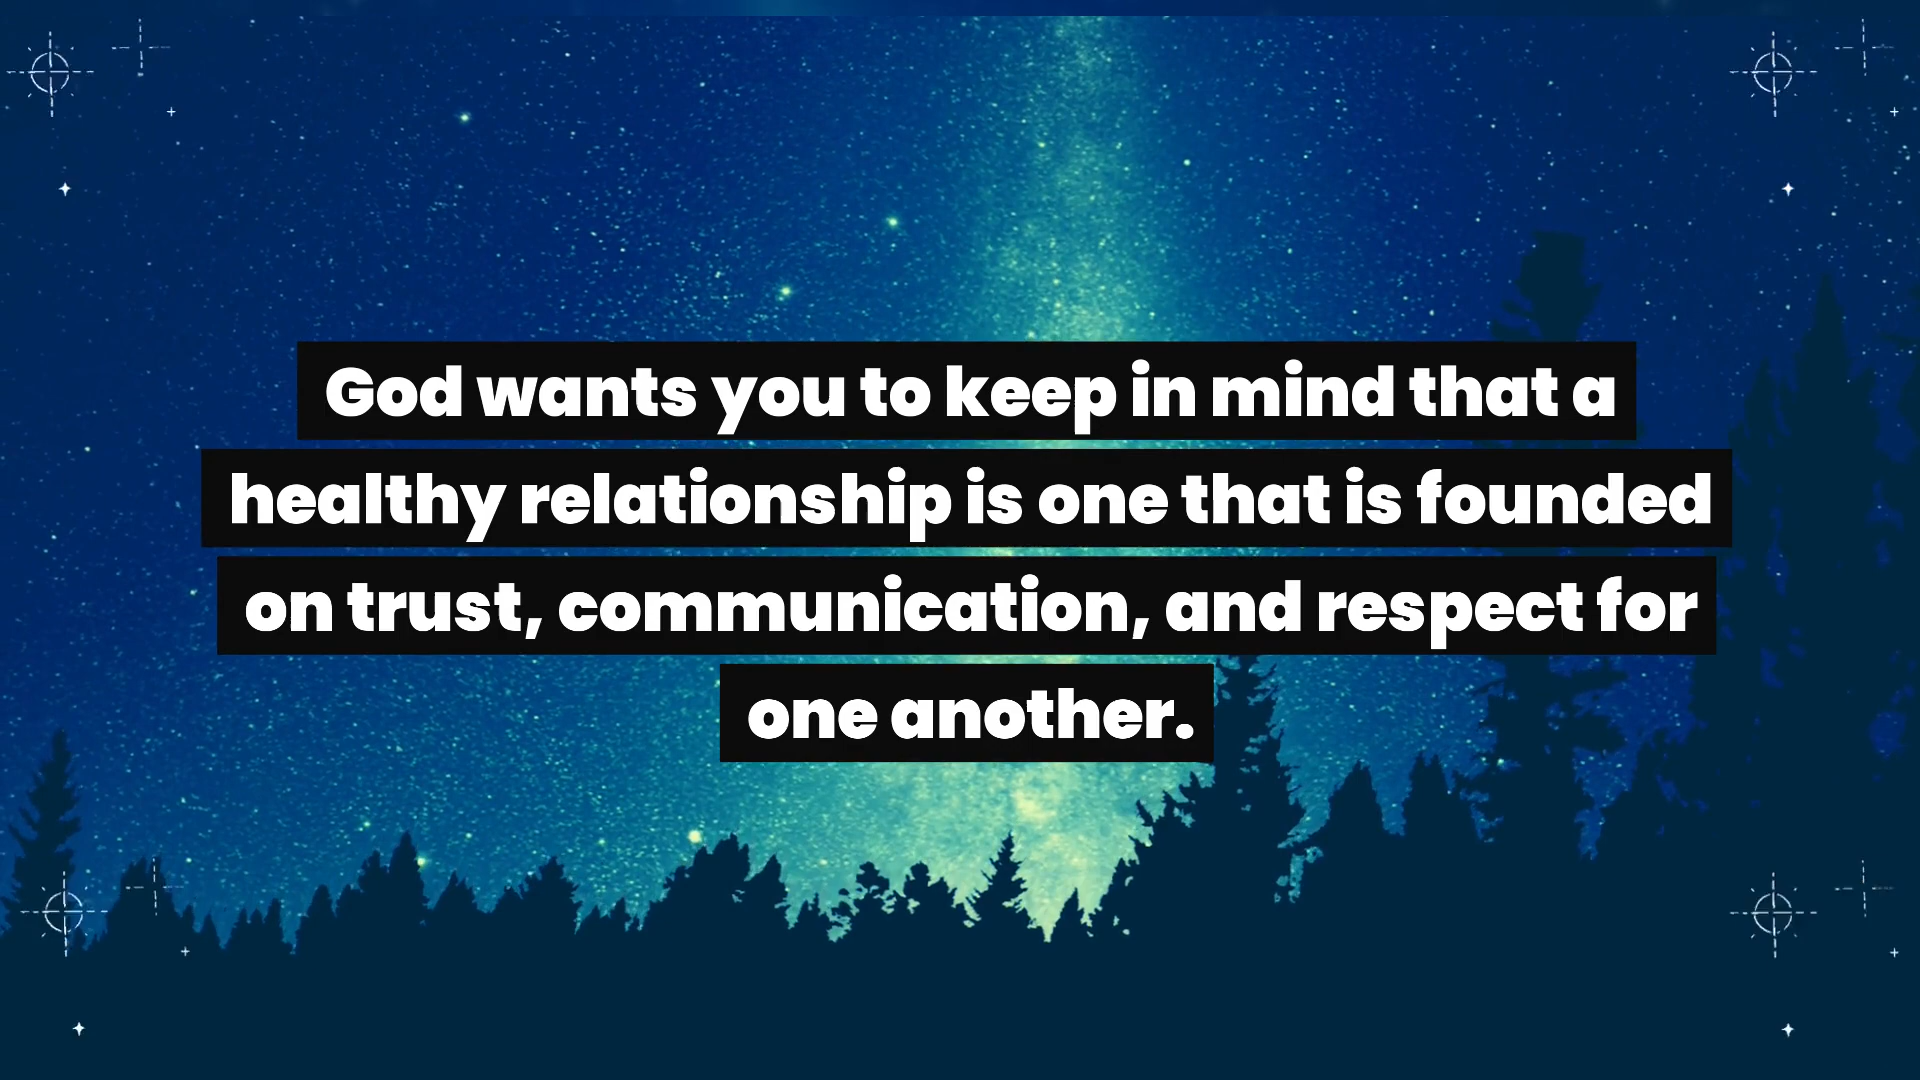 God wants you to keep in mind that a
healthy relationship is one that is founded
on trust, communication, and respect for
one another.